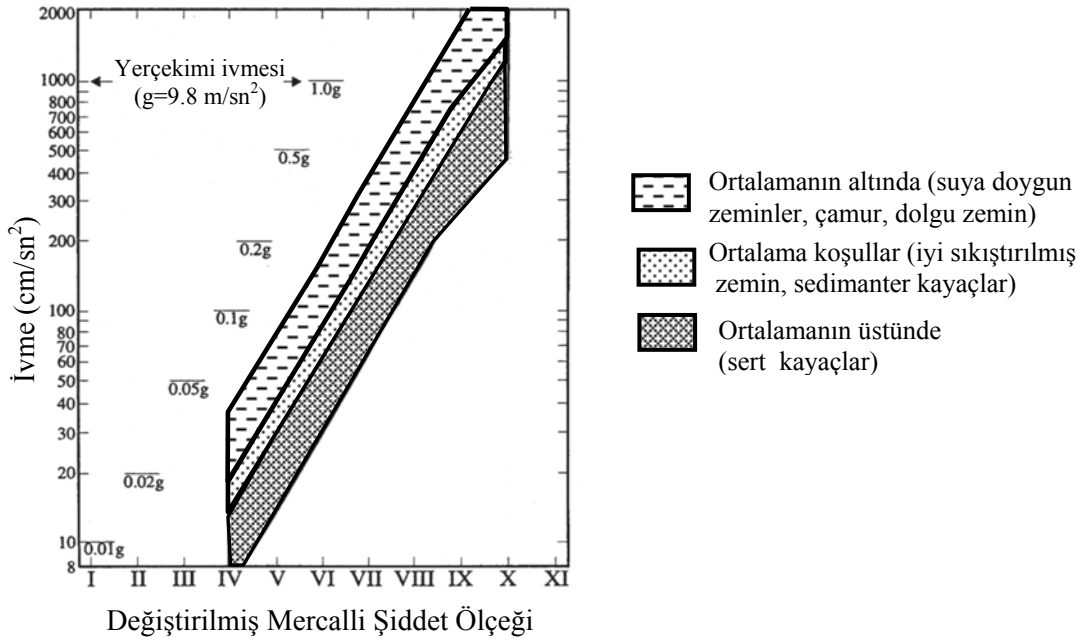 2000
1000
800
700
600
500
400
300
200
100
80
70
60
50
40
30
20
10
8
İvme (cm/sn²)
Yerçekimi ivmesi
(g=9.8 m/sn²)
1.0g
0.5g
0.2g
0.1g
0.05g
0.02g
0.01g
I II III IV V VI VII VIII IX X XI
Değiştirilmiş Mercalli Şiddet Ölçeği
Ortalamanın altında (suya doygun
zeminler, çamur, dolgu zemin)
Ortalama koşullar (iyi sıkıştırılmış
zemin, sedimanter kayaçlar)
Ortalamanın üstünde
(sert kayaçlar)